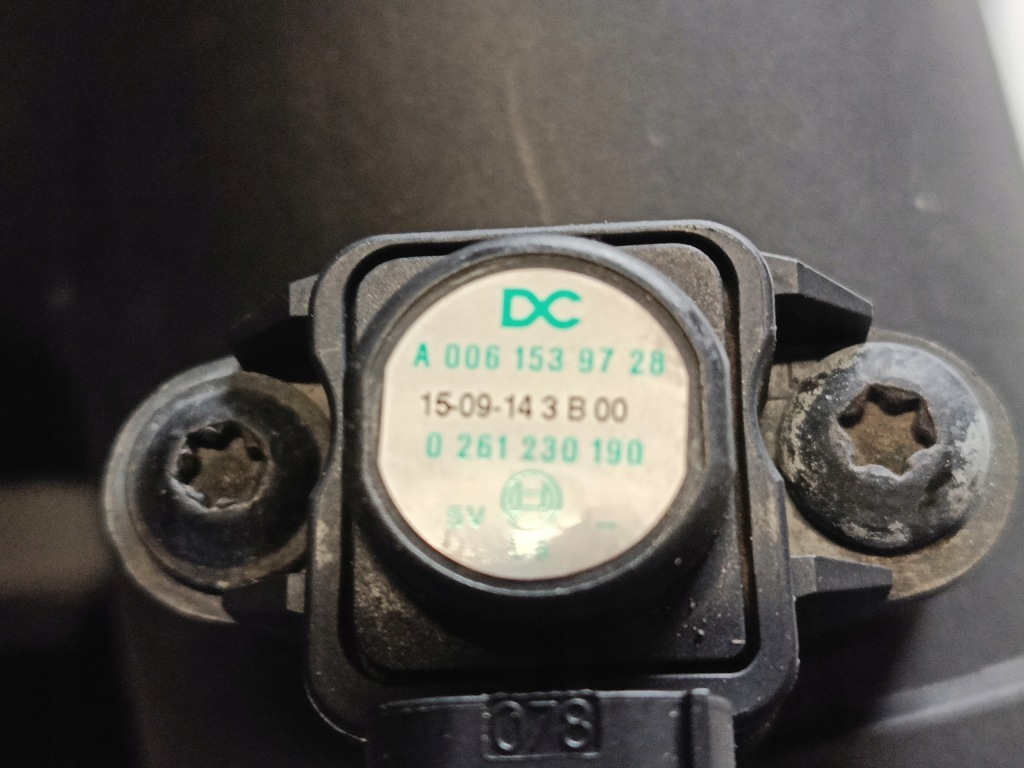 DC
A 006 153 97 28
15-09-14 3 B 00
0 261 230 190
078